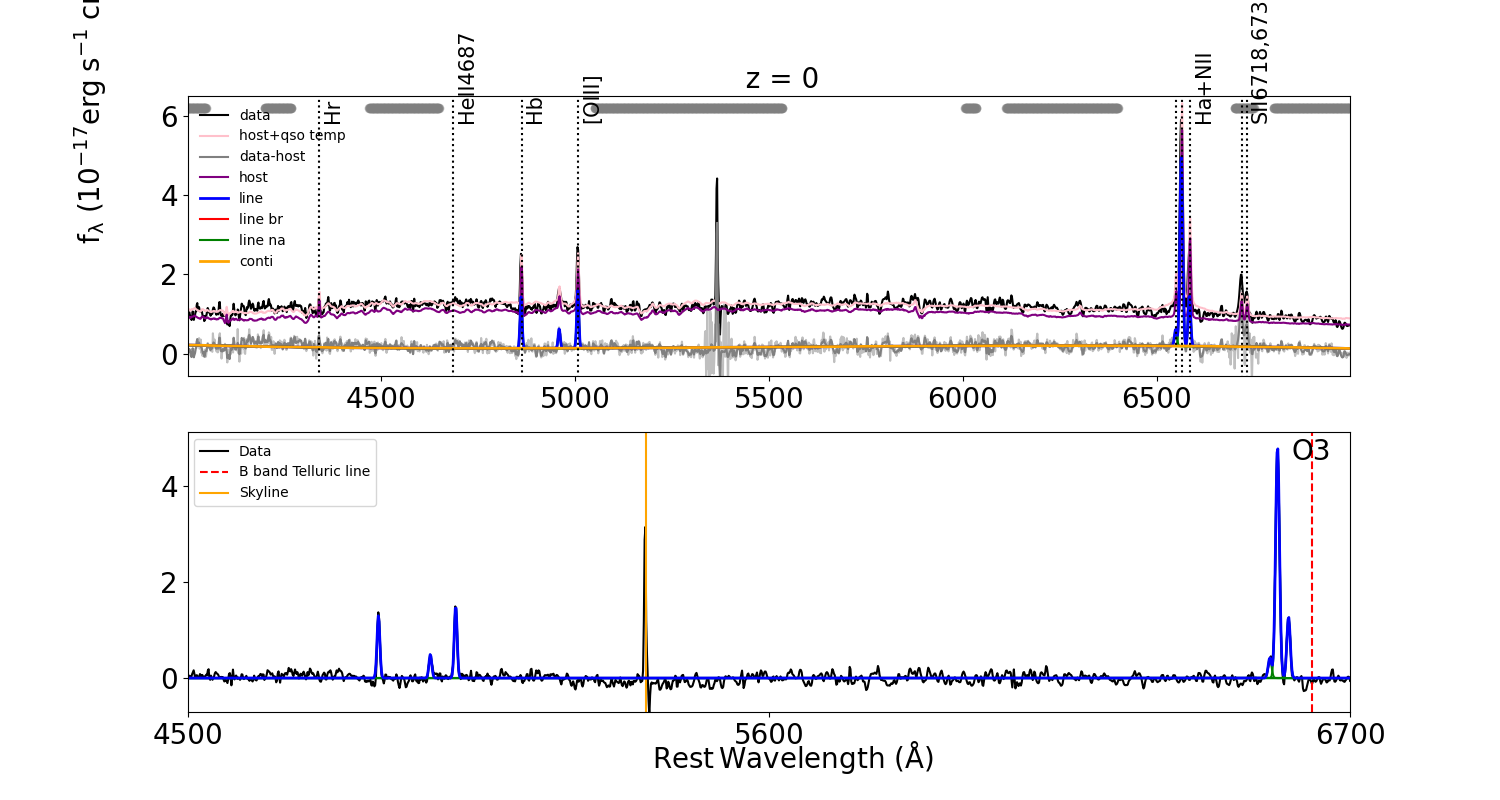 f_λ (10^−17 erg s^−1
z = 0
Hr
HeII4687
Hb
[OIII]
Ha+NII
SII6718,673
data
host+qso temp
data-host
host
line
line br
line na
conti
6
4
2
0
4500 5000 5500 6000 6500
Data
B band Telluric line
Skyline
O3
4
2
0
4500 5600 6700
Rest Wavelength (Å)